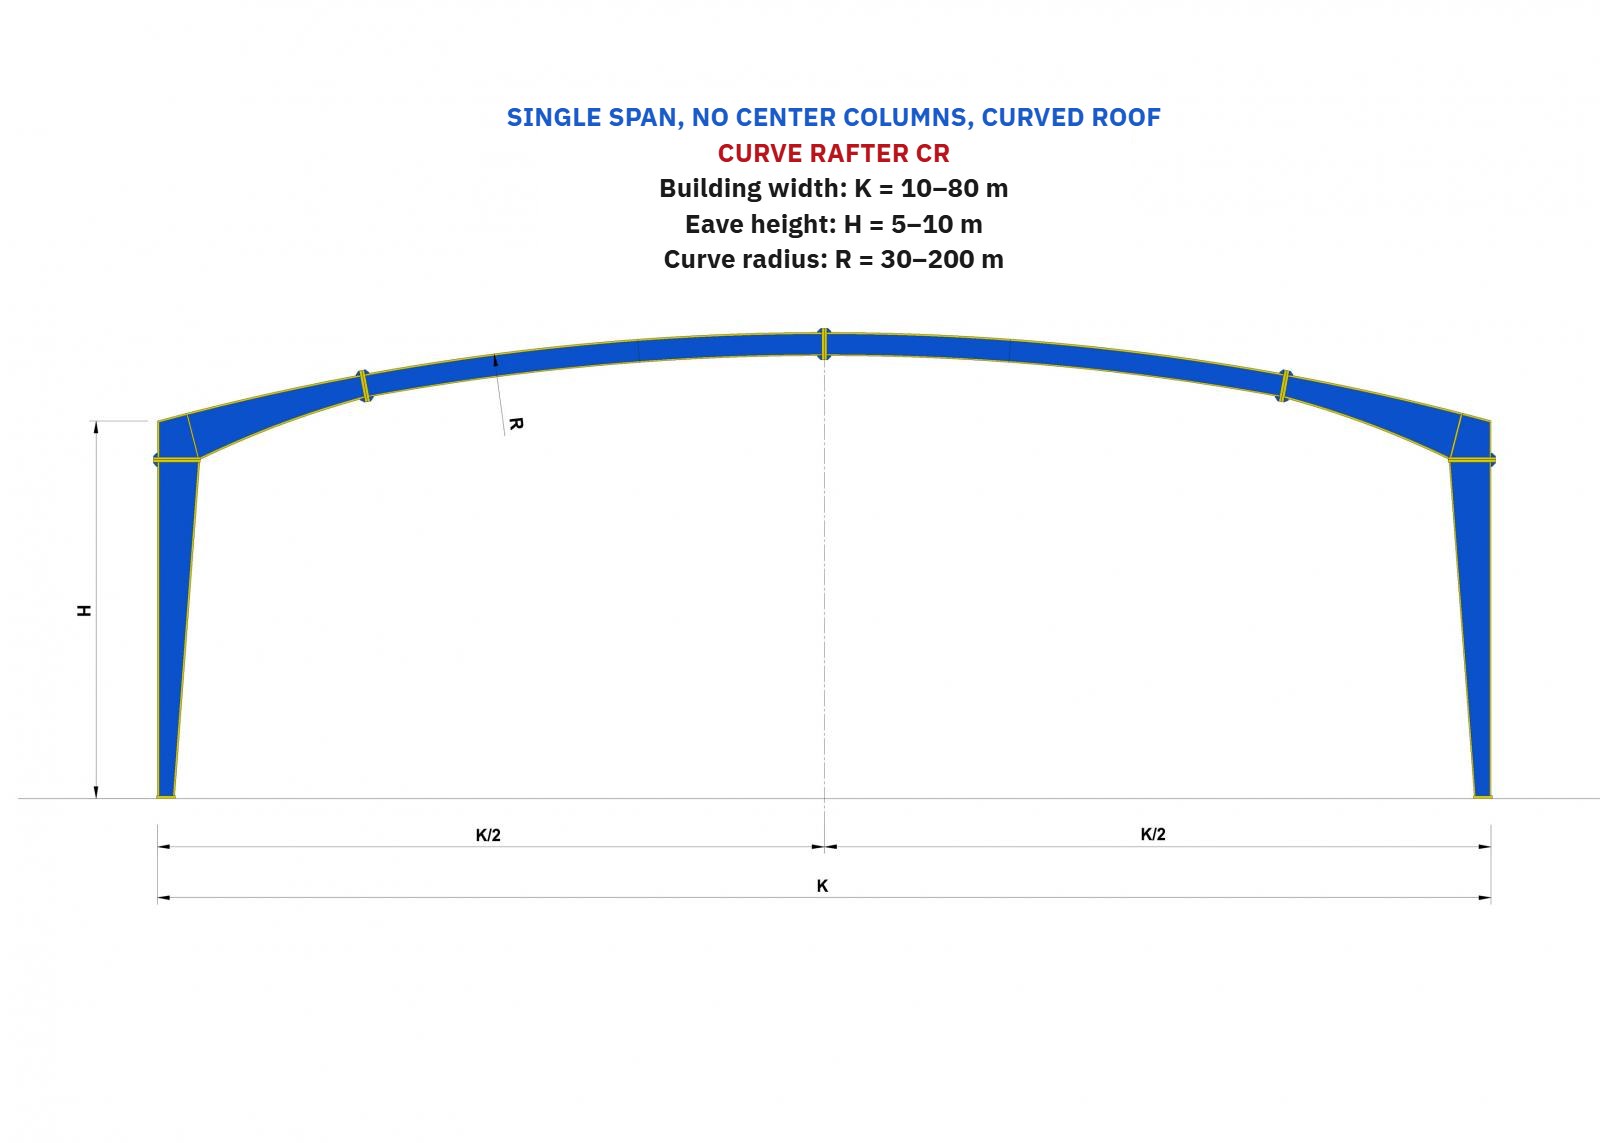 SINGLE SPAN, NO CENTER COLUMNS, CURVED ROOF
CURVE RAFTER CR
Building width: K = 10–80 m
Eave height: H = 5–10 m
Curve radius: R = 30–200 m
R
H
K/2
K/2
K